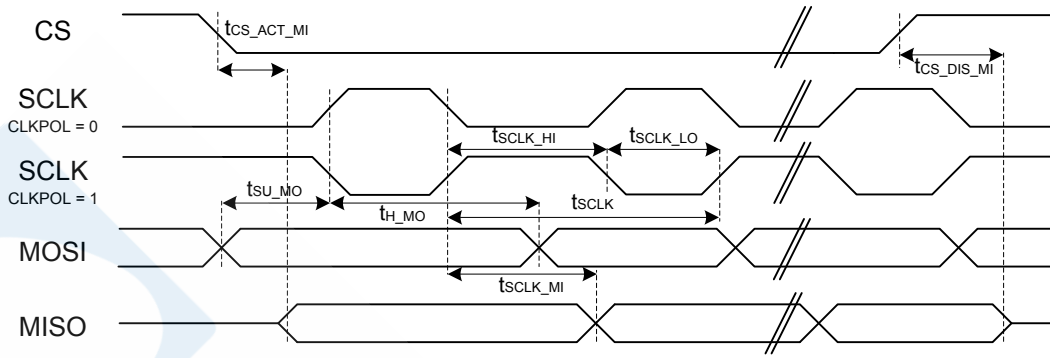 CS
tCS_ACT_MI
tCS_DIS_MI
SCLK
CLKPOL = 0
tSCLK_HI
tSCLK_LO
SCLK
CLKPOL = 1
tSU_MO
tH_MO
tSCLK
MOSI
tSCLK_MI
MISO